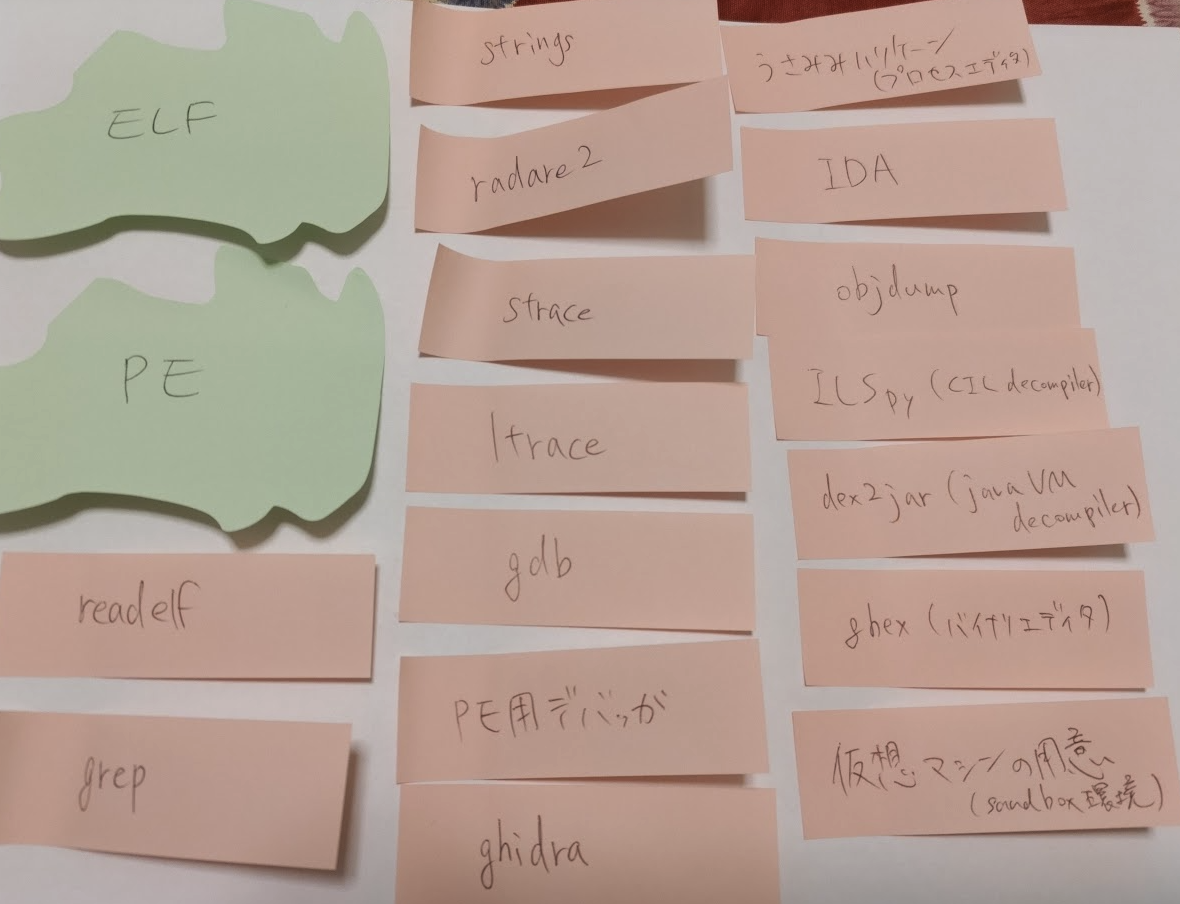 ELF
PE
readelf
grep
strings
radare2
strace
ltrace
gdb
PE用デバッガ
ghidra
うさみみハリケーン
(プロセスエディタ)
IDA
objdump
ILSpy (CIL decompiler)
dex2jar (java VM
decompiler)
ghex (バイナリエディタ)
仮想マシンの用意
(sandbox環境)